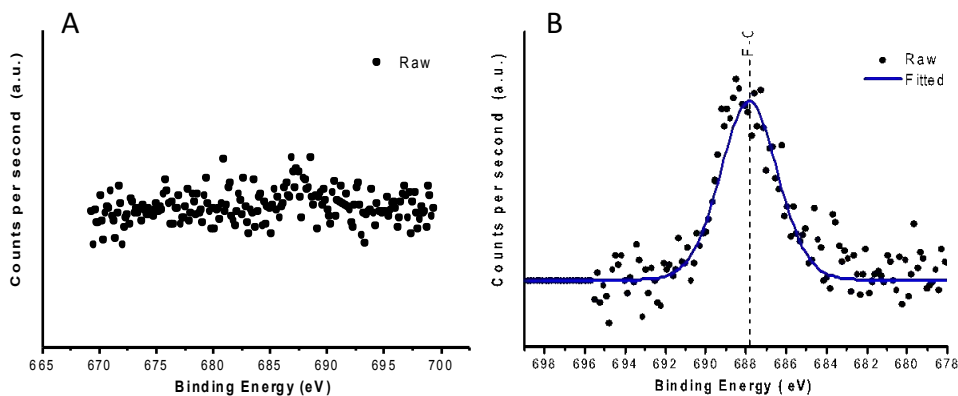 A
Raw
Counts per second (a.u.)
665 670 675 680 685 690 695 700
Binding Energy (eV)
B
F-C
Raw
Fitted
Counts per second (a.u.)
698 696 694 692 690 688 686 684 682 680 678
Binding Energy ( eV)